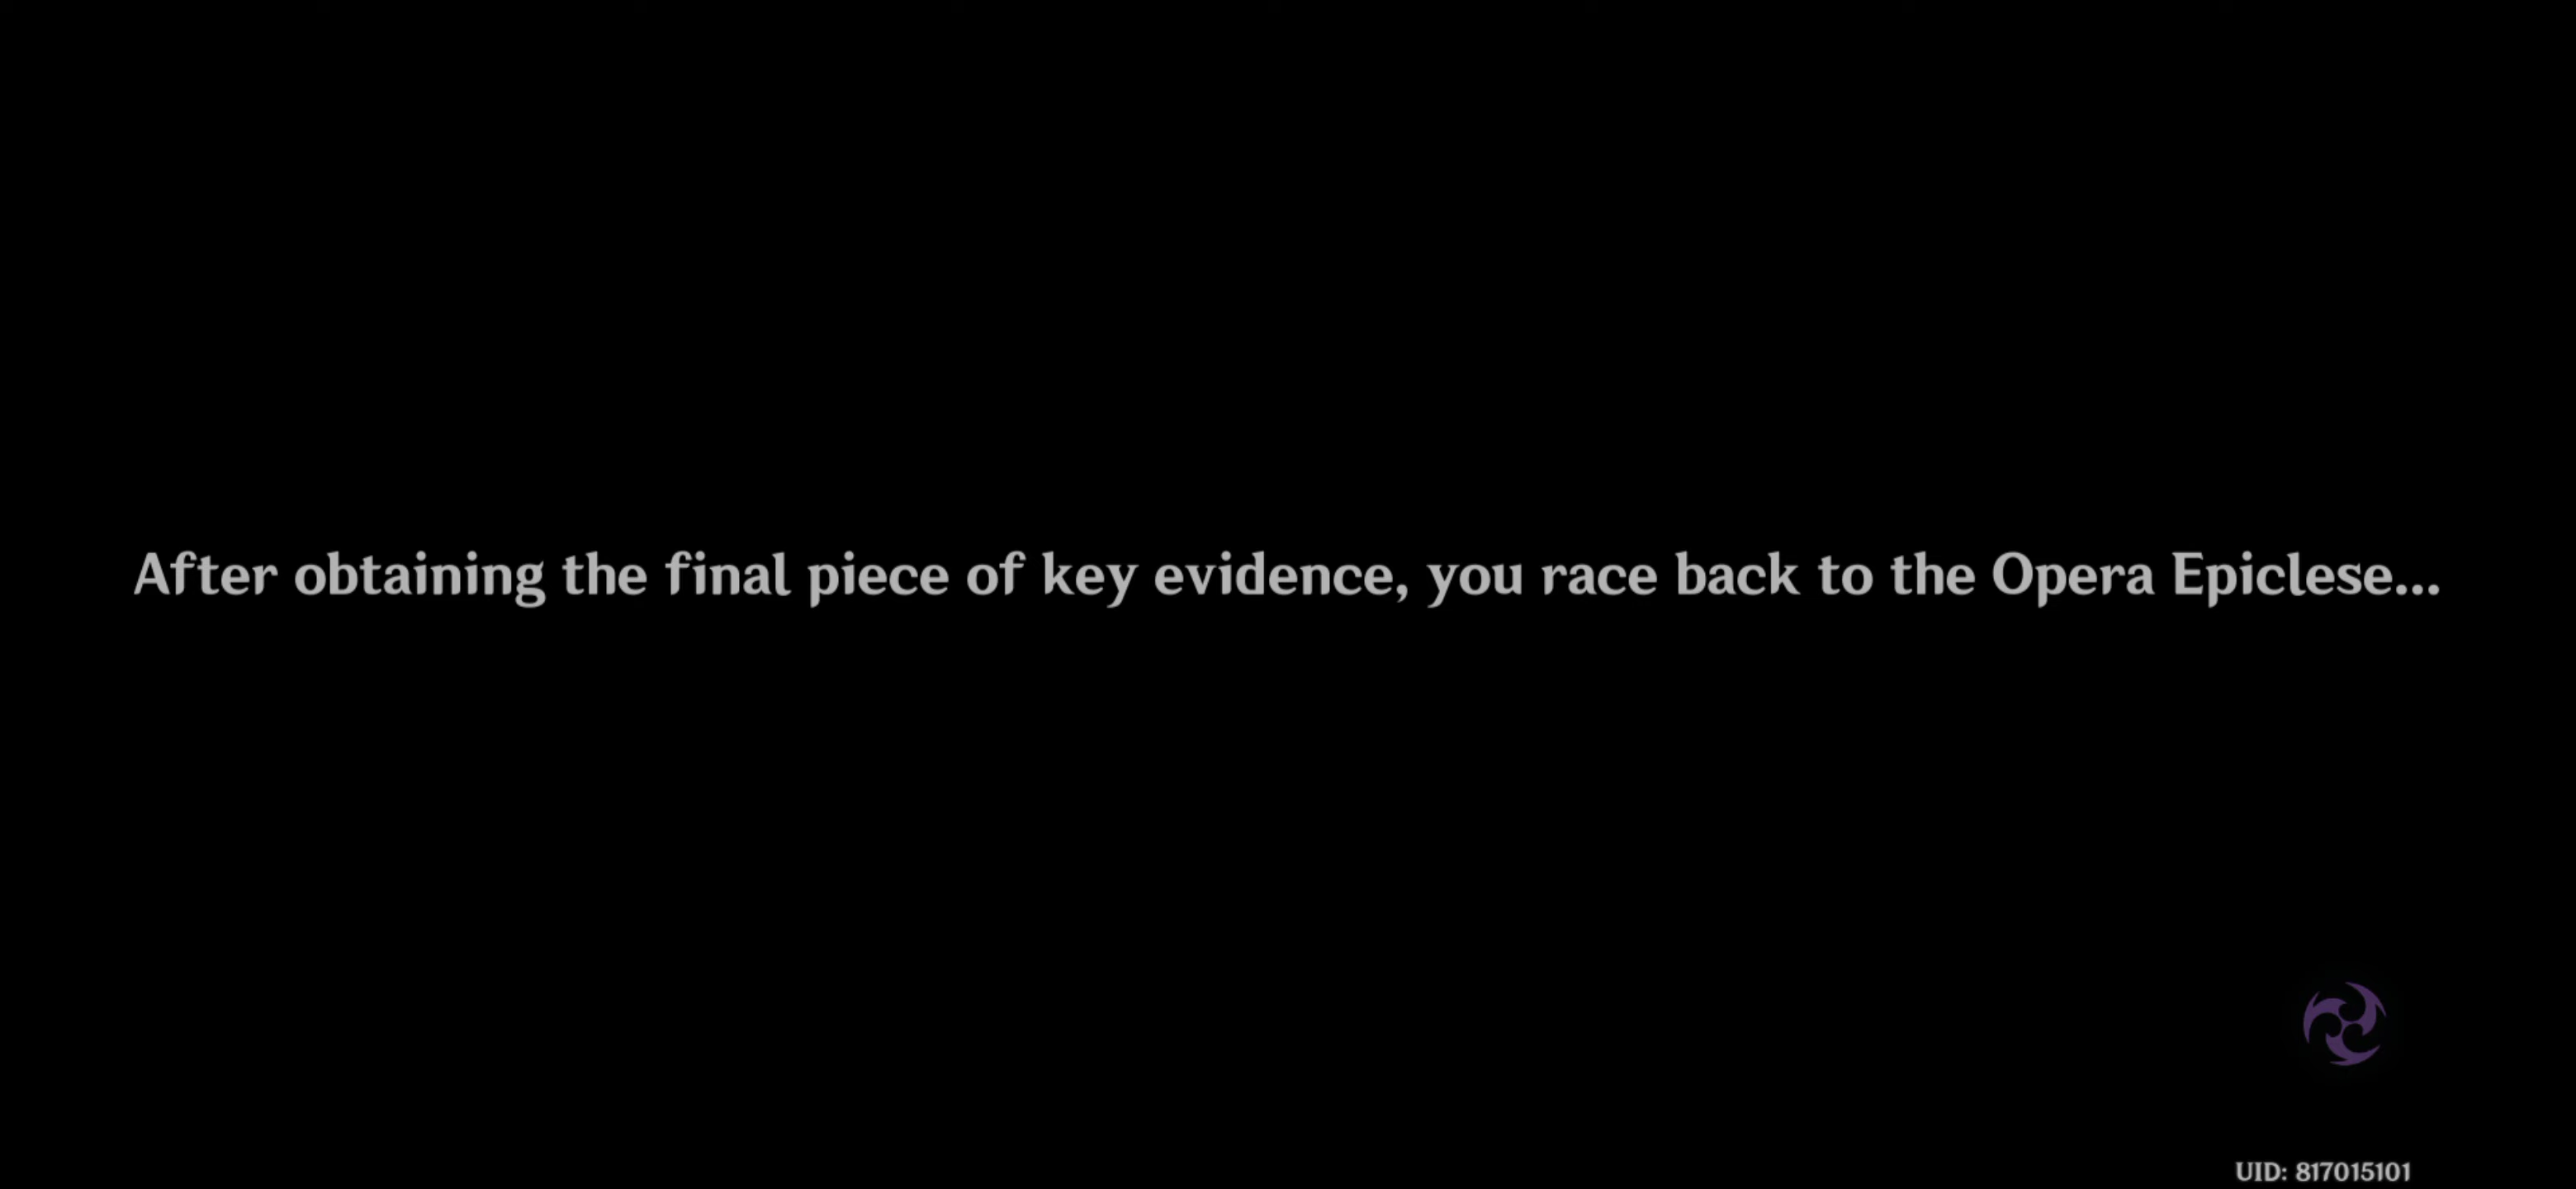 After obtaining the final piece of key evidence, you race back to the Opera Epiclese...
UID: 817015101